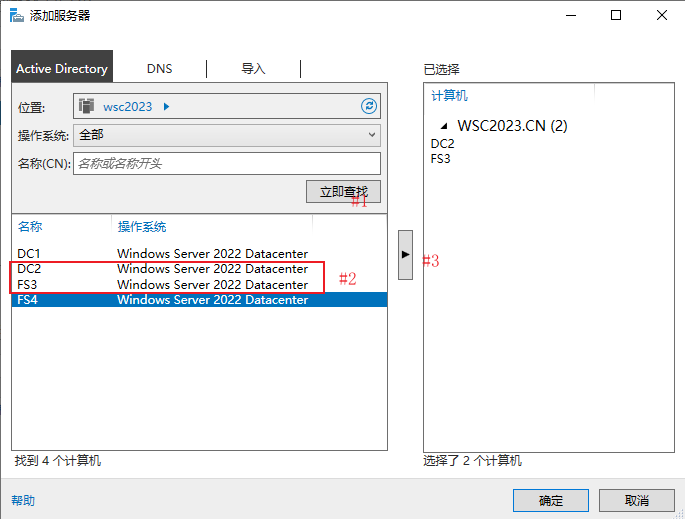 添加服务器
Active Directory
DNS
导入
位置:
wsc2023
操作系统:
全部
名称(CN):
名称或名称开头
立即查找
#1
名称
操作系统
DC1 Windows Server 2022 Datacenter
DC2 Windows Server 2022 Datacenter
FS3 Windows Server 2022 Datacenter
FS4 Windows Server 2022 Datacenter
#2
找到 4 个计算机
#3
已选择
计算机
WSC2023.CN (2)
DC2
FS3
选择了 2 个计算机
帮助
确定
取消